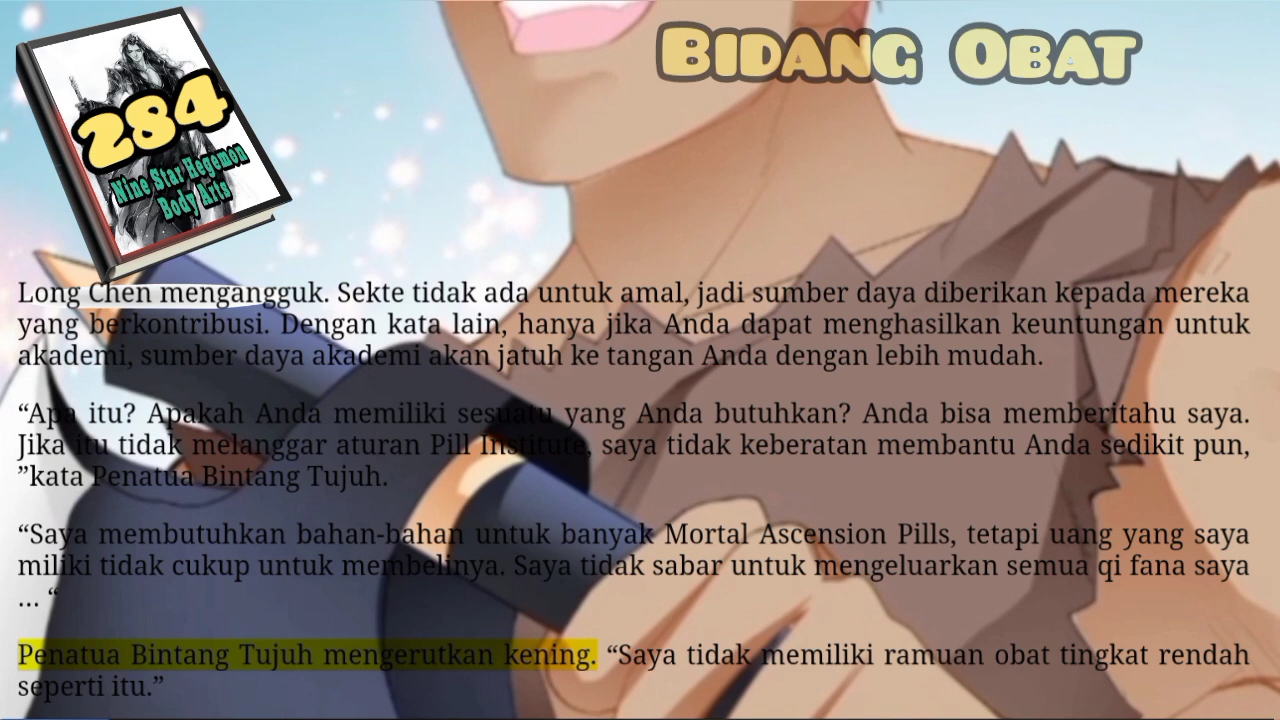 Bidang Obat
284
Nine Star Hegemon
Body Arts
Long Chen mengangguk. Sekte tidak ada untuk amal, jadi sumber daya diberikan kepada mereka
yang berkontribusi. Dengan kata lain, hanya jika Anda dapat menghasilkan keuntungan untuk
akademi, sumber daya akademi akan jatuh ke tangan Anda dengan lebih mudah.
“Apa itu? Apakah Anda memiliki sesuatu yang Anda butuhkan? Anda bisa memberitahu saya.
Jika itu tidak melanggar aturan Pill Institute, saya tidak keberatan membantu Anda sedikit pun,
”kata Penatua Bintang Tujuh.
“Saya membutuhkan bahan-bahan untuk banyak Mortal Ascension Pills, tetapi uang yang saya
miliki tidak cukup untuk membelinya. Saya tidak sabar untuk mengeluarkan semua qi fana saya
... “
Penatua Bintang Tujuh mengerutkan kening. “Saya tidak memiliki ramuan obat tingkat rendah
seperti itu.”